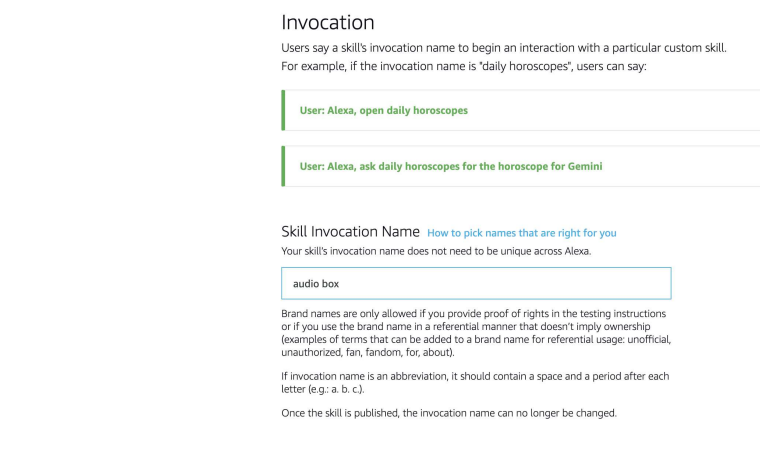 Invocation
Users say a skill's invocation name to begin an interaction with a particular custom skill.
For example, if the invocation name is "daily horoscopes", users can say:
User: Alexa, open daily horoscopes
User: Alexa, ask daily horoscopes for the horoscope for Gemini
Skill Invocation Name How to pick names that are right for you
Your skill's invocation name does not need to be unique across Alexa.
audio box
Brand names are only allowed if you provide proof of rights in the testing instructions
or if you use the brand name in a referential manner that doesn't imply ownership
(examples of terms that can be added to a brand name for referential usage: unofficial,
unauthorized, fan, fandom, for, about).
If invocation name is an abbreviation, it should contain a space and a period after each
letter (e.g.: a. b. c.).
Once the skill is published, the invocation name can no longer be changed.